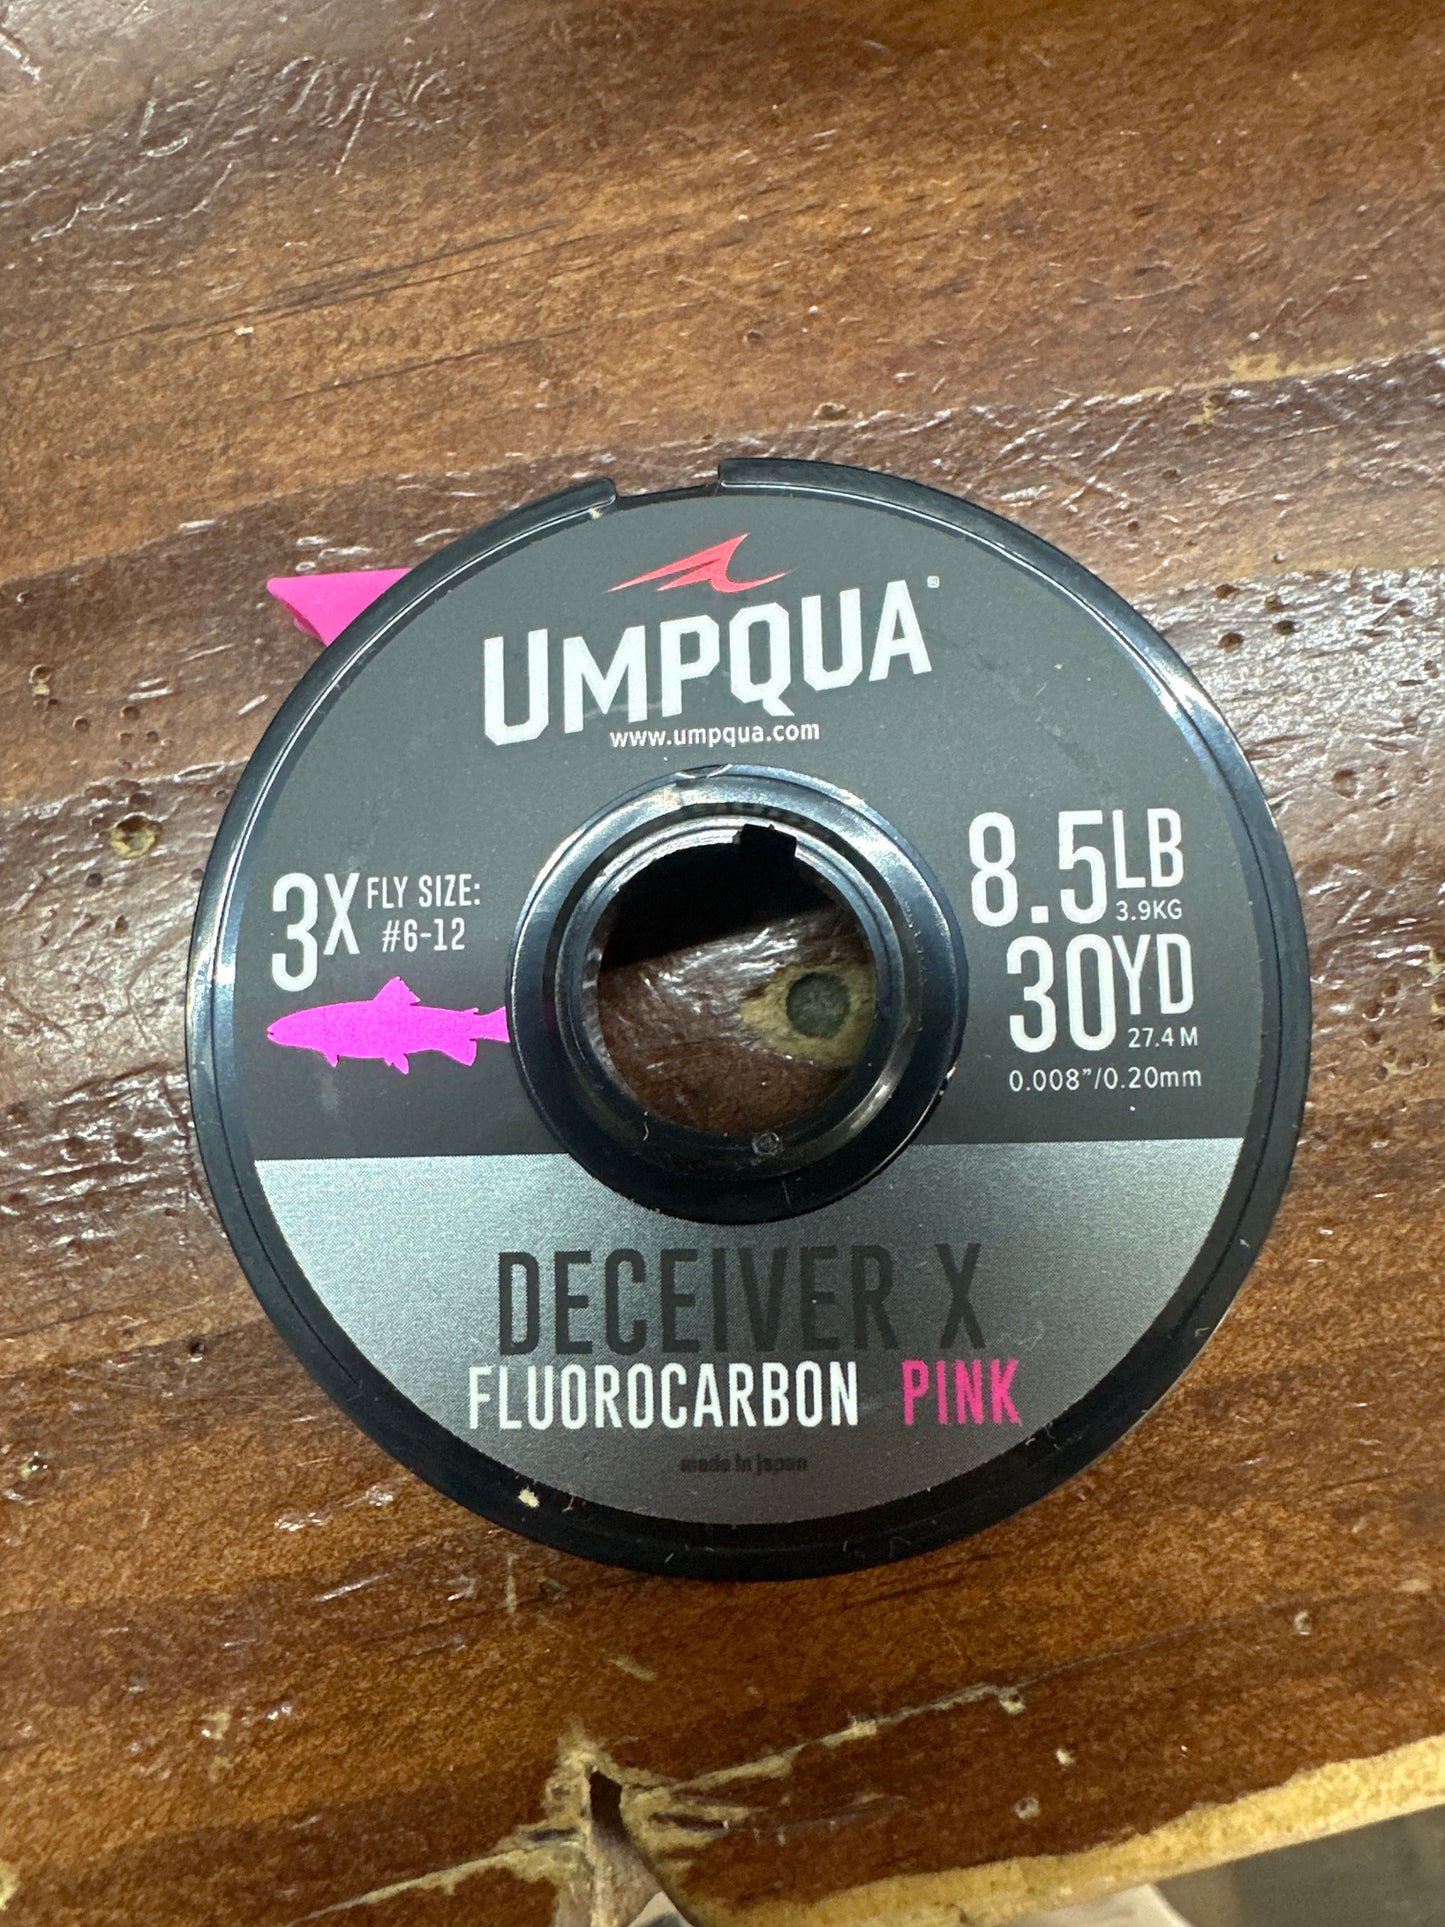 UMPQUA®
www.umpqua.com
3X FLY SIZE:
#6-12
8.5LB
3.9KG
30YD
27.4 M
0.008"/0.20mm
DECEIVER X
FLUOROCARBON PINK
made in japan